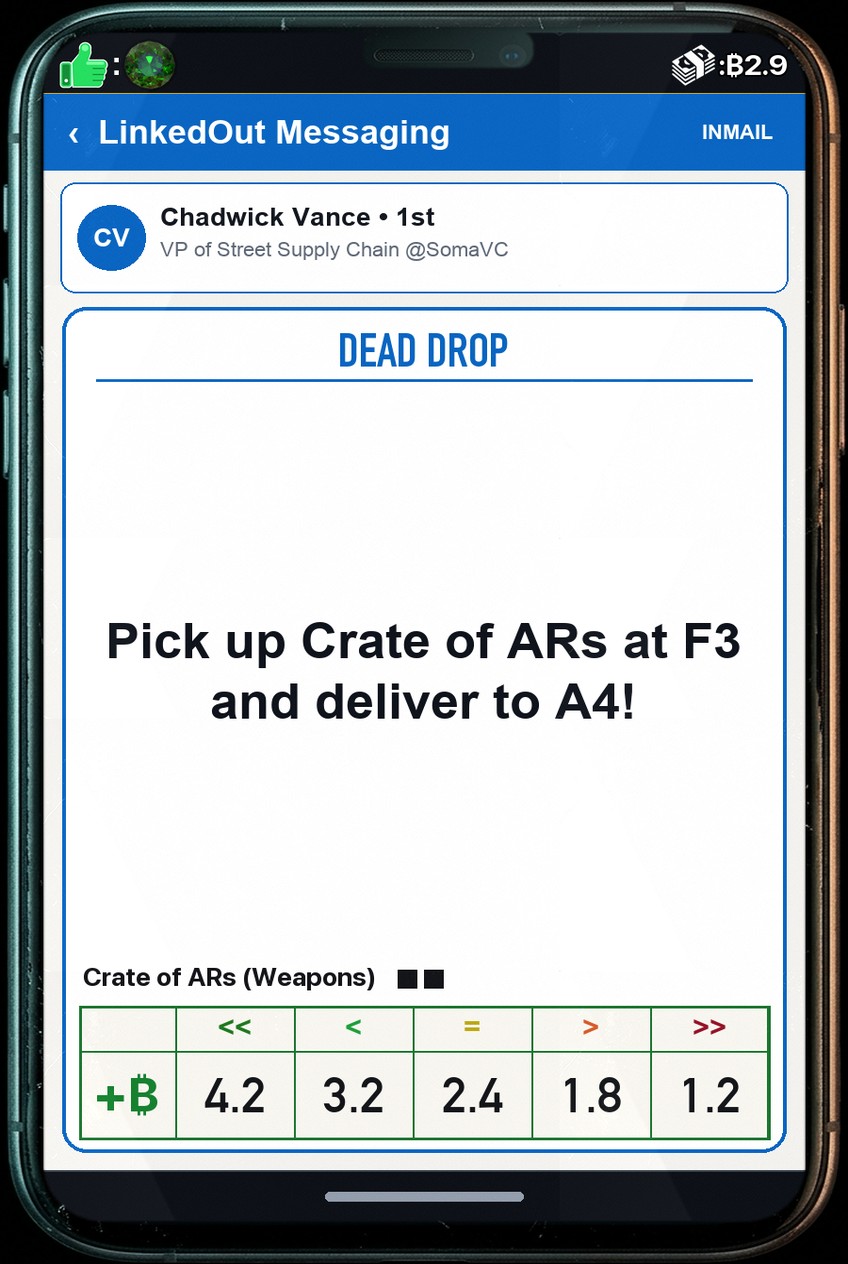 :
:₿2.9
‹ LinkedOut Messaging
INMAIL
CV
Chadwick Vance • 1st
VP of Street Supply Chain @SomaVC
DEAD DROP
Pick up Crate of ARs at F3
and deliver to A4!
Crate of ARs (Weapons) ■■
<< < = > >>
+₿ 4.2 3.2 2.4 1.8 1.2